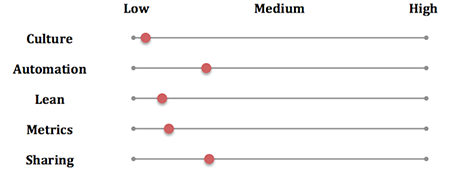 Low Medium High
Culture
Automation
Lean
Metrics
Sharing